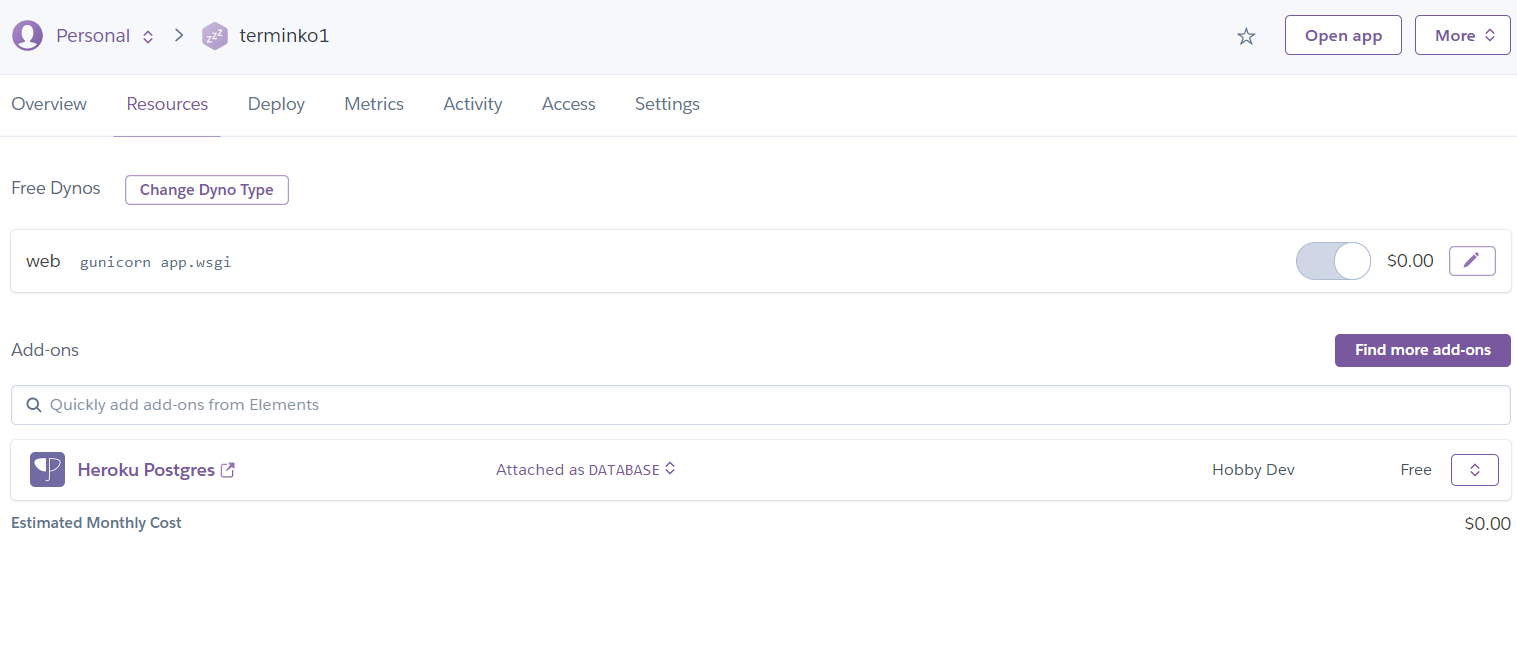 Personal terminko1 Open app More
Overview Resources Deploy Metrics Activity Access Settings
Free Dynos Change Dyno Type
web gunicorn app.wsgi $0.00
Add-ons Find more add-ons
Quickly add add-ons from Elements
Heroku Postgres Attached as DATABASE Hobby Dev Free
Estimated Monthly Cost $0.00